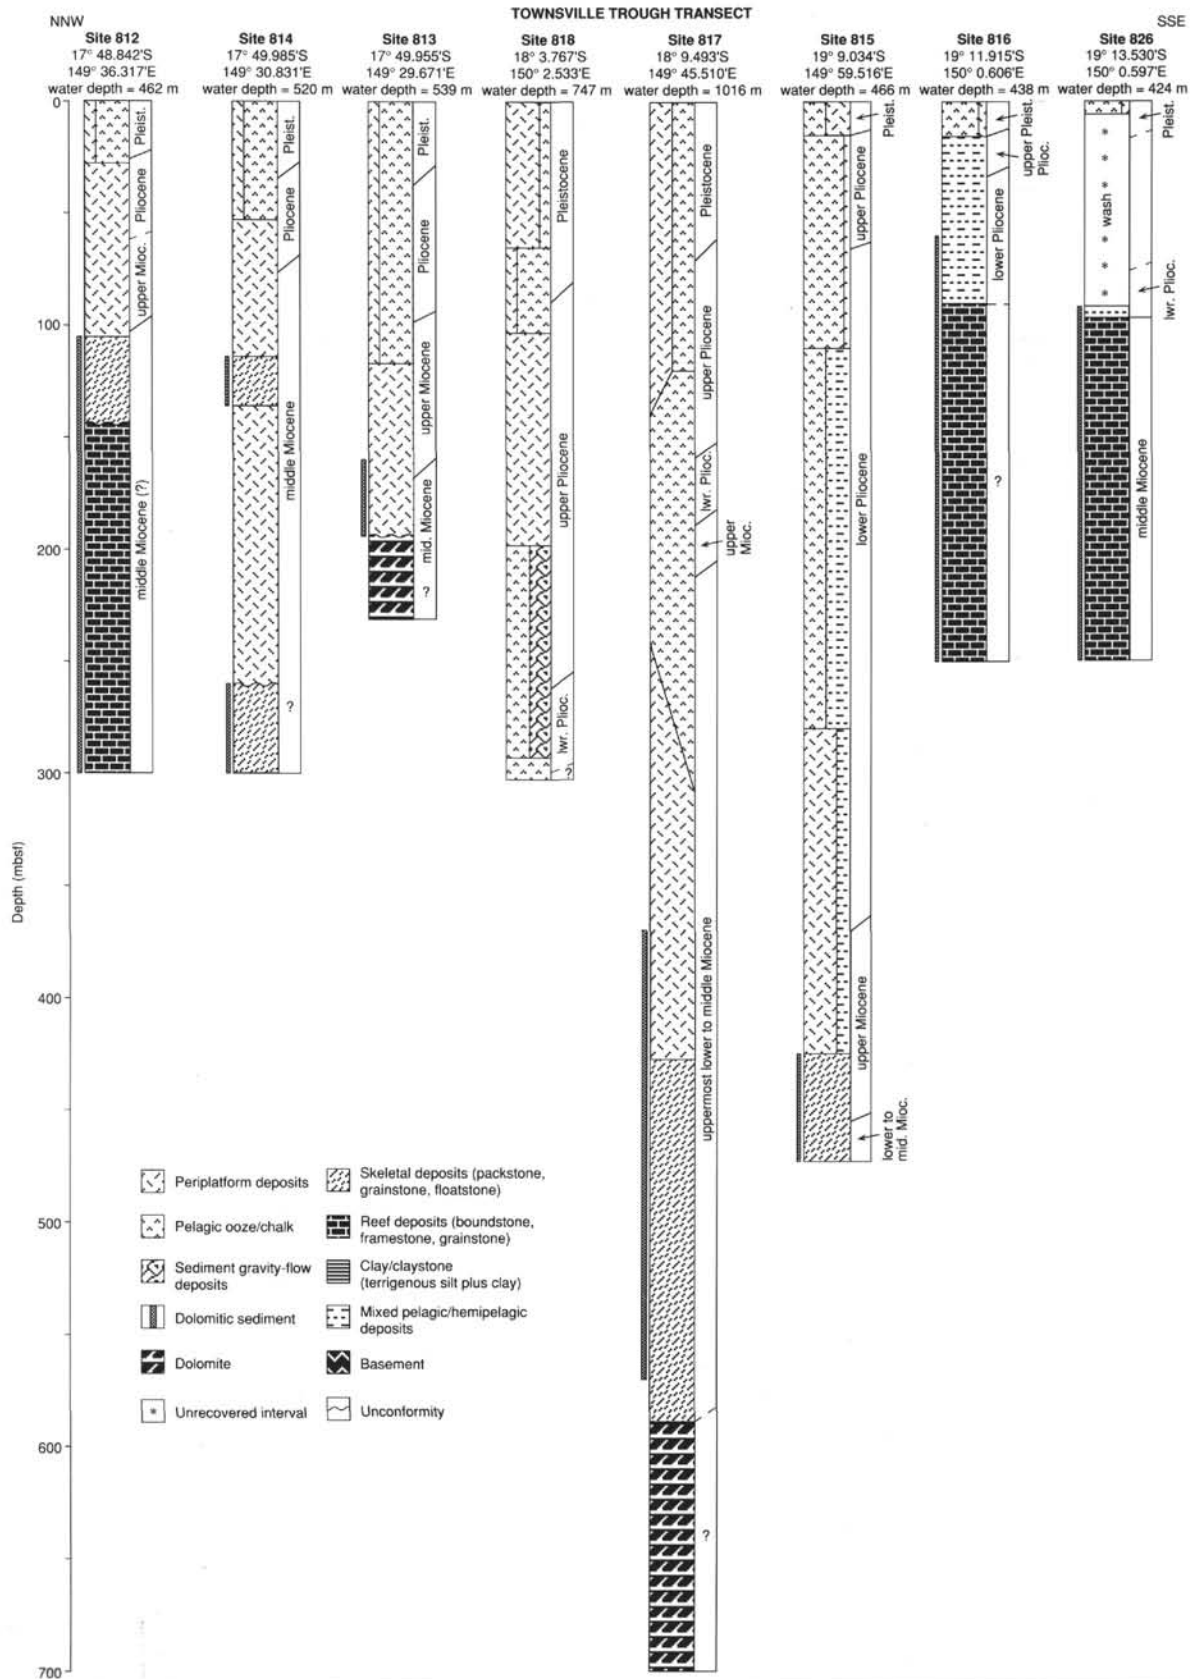 TOWNSVILLE TROUGH TRANSECT
NNW
SSE
Site 812
17° 48.842'S
149° 36.317'E
water depth = 462 m
Site 814
17° 49.985'S
149° 30.831'E
water depth = 520 m
Site 813
17° 49.955'S
149° 29.671'E
water depth = 539 m
Site 818
18° 3.767'S
150° 2.533'E
water depth = 747 m
Site 817
18° 9.493'S
149° 45.510'E
water depth = 1016 m
Site 815
19° 9.034'S
149° 59.516'E
water depth = 466 m
Site 816
19° 11.915'S
150° 0.606'E
water depth = 438 m
Site 826
19° 13.530'S
150° 0.597'E
water depth = 424 m
0
100
200
300
400
500
600
700
Depth (mbsf)
Pleist.
Pliocene
upper Mioc.
middle Miocene (?)
Pleist.
Pliocene
middle Miocene
?
Pleist.
Pliocene
upper Miocene
mid. Miocene
?
Pleistocene
upper Pliocene
lwr. Plioc.
?
Pleistocene
upper Pliocene
lwr. Plioc.
upper
Mioc.
uppermost lower to middle Miocene
?
Pleist.
upper Pliocene
lower Pliocene
upper Miocene
lower to
mid. Mioc.
Pleist.
upper
Plioc.
lower Pliocene
?
Pleist.
wash
lwr. Plioc.
middle Miocene
Periplatform deposits
Pelagic ooze/chalk
Sediment gravity-flow
deposits
Dolomitic sediment
Dolomite
Unrecovered interval
Skeletal deposits (packstone,
grainstone, floatstone)
Reef deposits (boundstone,
framestone, grainstone)
Clay/claystone
(terrigenous silt plus clay)
Mixed pelagic/hemipelagic
deposits
Basement
Unconformity